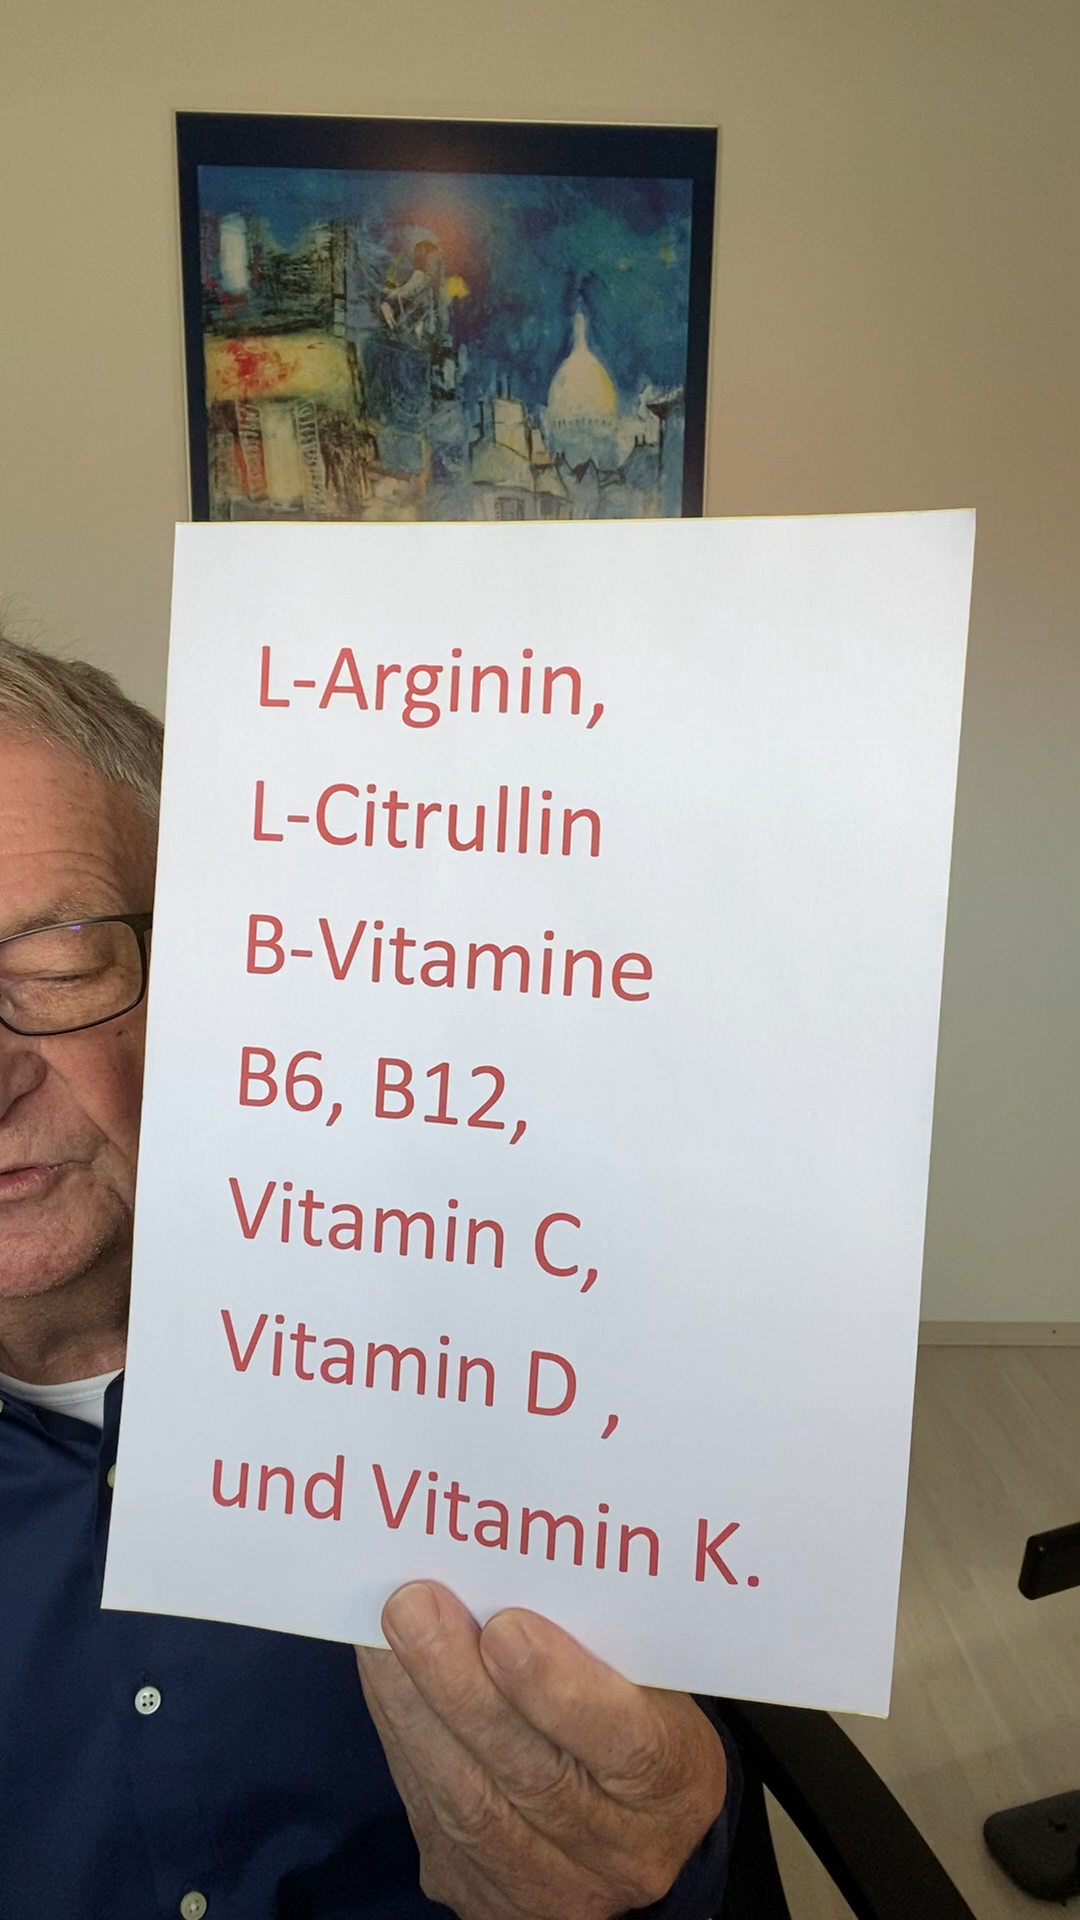 L-Arginin,
L-Citrullin
B-Vitamine
B6, B12,
Vitamin C,
Vitamin D ,
und Vitamin K.